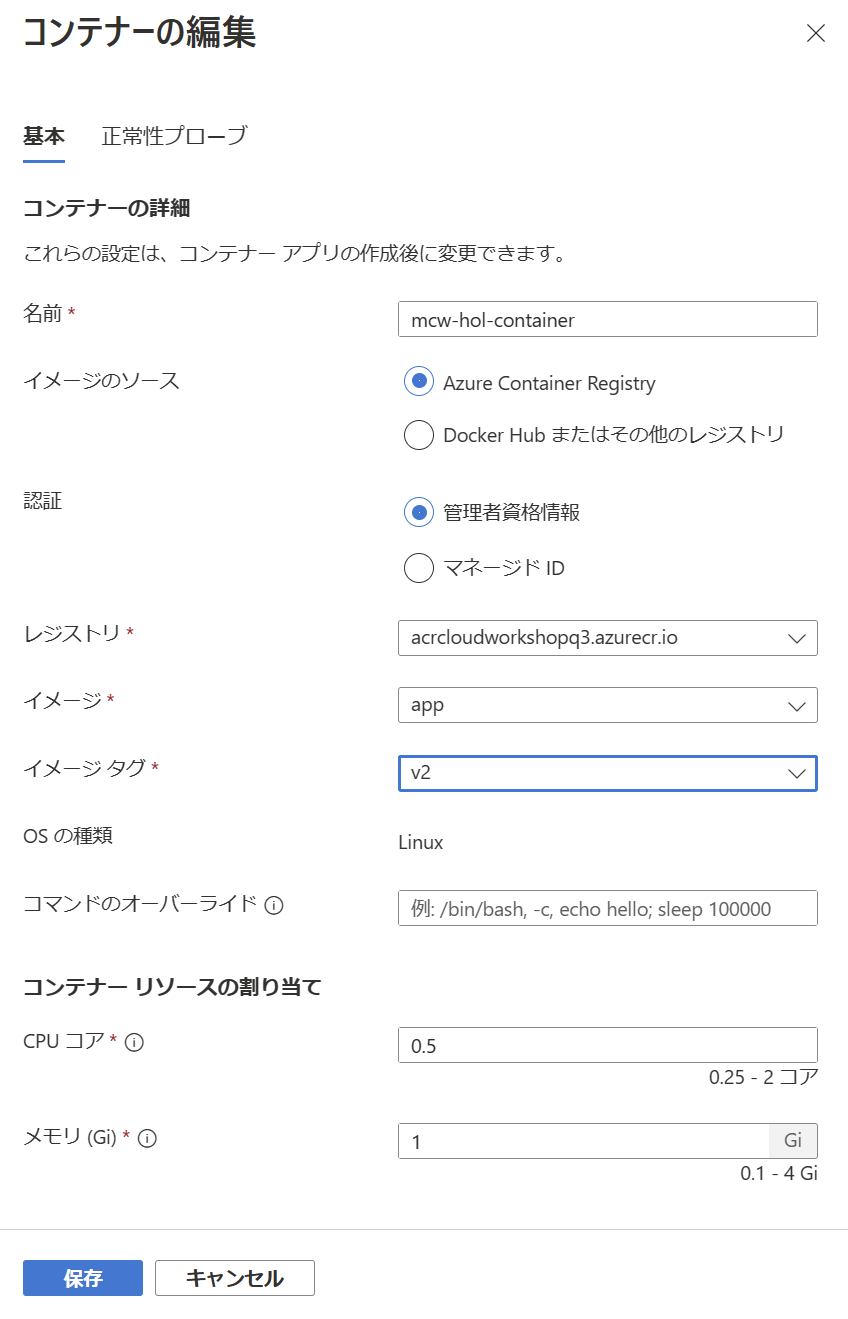 コンテナーの編集
基本 正常性プローブ
コンテナーの詳細
これらの設定は、コンテナー アプリの作成後に変更できます。
名前 * mcw-hol-container
イメージのソース Azure Container Registry
Docker Hub またはその他のレジストリ
認証 管理者資格情報
マネージド ID
レジストリ * acrcloudworkshopq3.azurecr.io
イメージ * app
イメージ タグ * v2
OS の種類 Linux
コマンドのオーバーライド 例: /bin/bash, -c, echo hello; sleep 100000
コンテナー リソースの割り当て
CPU コア * 0.5
0.25 - 2 コア
メモリ (Gi) * 1 Gi
0.1 - 4 Gi
保存 キャンセル